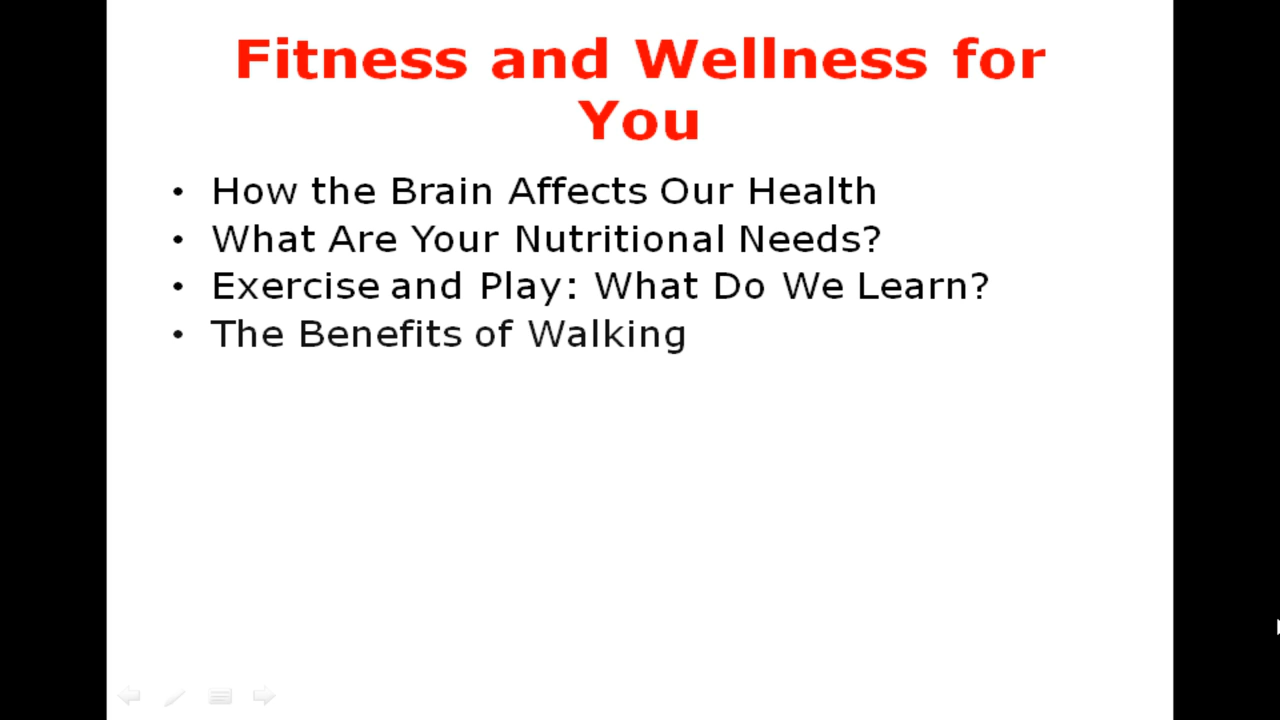 Fitness and Wellness for
You
• How the Brain Affects Our Health
• What Are Your Nutritional Needs?
• Exercise and Play: What Do We Learn?
• The Benefits of Walking